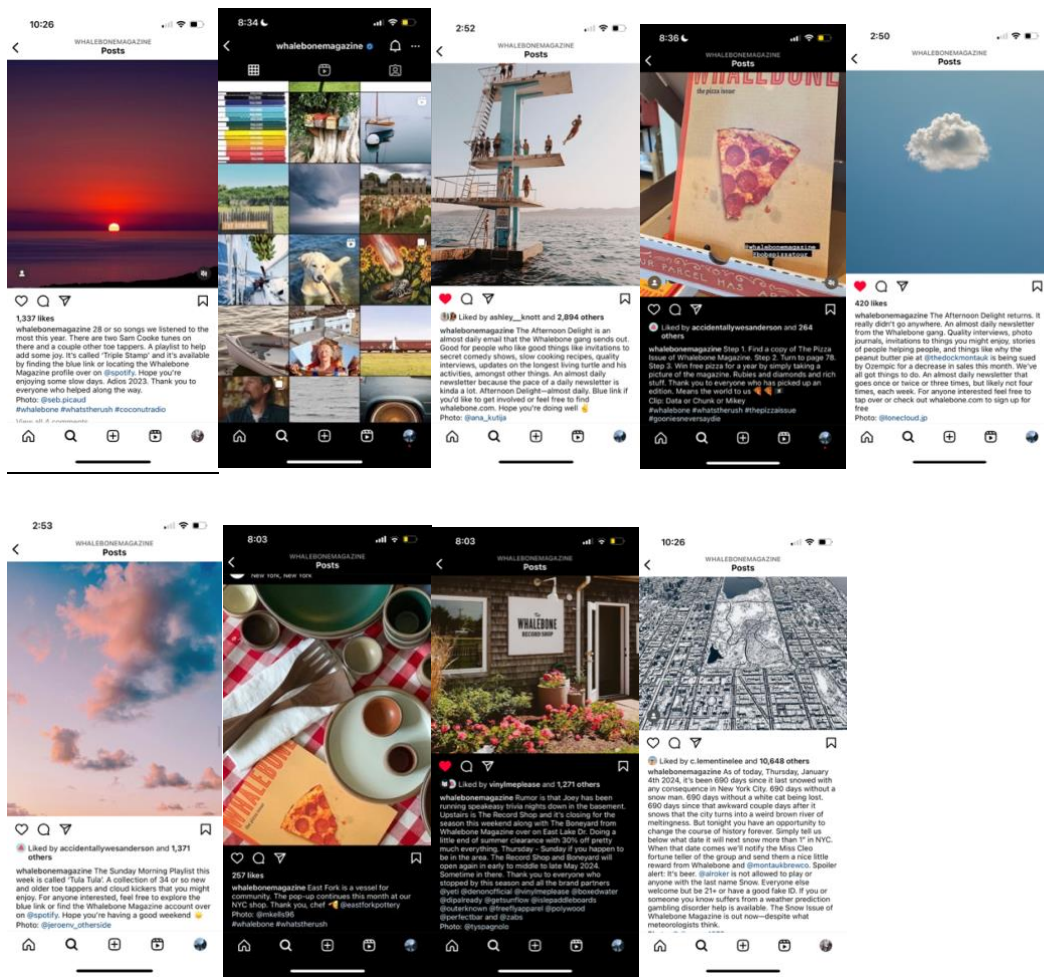 10:26
WHALEBONEMAGAZINE
Posts
1,337 likes
whalebonemagazine 28 or so songs we listened to the
most this year. There are two Sam Cooke tunes on
there and a couple other toe tappers. A playlist to help
add some joy. It's called 'Triple Stamp' and it's available
by finding the blue link or locating the Whalebone
Magazine profile over on @spotify. Hope you're
enjoying some slow days. Adios 2023. Thank you to
everyone who helped along the way.
Photo: @seb.picaud
#whalebone #whatstherush #coconutradio
View all 4 comments
8:34
whalebonemagazine
2:52
WHALEBONEMAGAZINE
Posts
Liked by ashley__knott and 2,894 others
whalebonemagazine The Afternoon Delight is an
almost daily email that the Whalebone gang sends out.
Good for people who like good things like invitations to
secret comedy shows, slow cooking recipes, quality
interviews, updates on the longest living turtle and his
activities, amongst other things. An almost daily
newsletter because the pace of a daily newsletter is
kinda a lot. Afternoon Delight—almost daily. Blue link if
you'd like to get involved or feel free to find
whalebone.com. Hope you're doing well ✌️
Photo: @ana_kutija
8:36
WHALEBONEMAGAZINE
Posts
WHALEBONE
the pizza issue
@whalebonemagazine
#bobspizzatour
UR PARCEL HAS
Liked by accidentallywesanderson and 264
others
whalebonemagazine Step 1. Find a copy of The Pizza
Issue of Whalebone Magazine. Step 2. Turn to page 78.
Step 3. Win free pizza for a year by simply taking a
picture of the magazine. Rubies and diamonds and rich
stuff. Thank you to everyone who has picked up an
edition. Means the world to us 🍕🍕
Clip: Data or Chunk or Mikey
#whalebone #whatstherush #thepizzaissue
#gooniesneversaydie
2:50
WHALEBONEMAGAZINE
Posts
420 likes
whalebonemagazine The Afternoon Delight returns. It
really didn't go anywhere. An almost daily newsletter
from the Whalebone gang. Quality interviews, photo
journals, invitations to things you might enjoy, stories
of people helping people, and things like why the
peanut butter pie at @thedockmontauk is being sued
by Ozempic for a decrease in sales this month. We've
all got things to do. An almost daily newsletter that
goes once or twice or three times, but likely not four
times, each week. For anyone interested feel free to
tap over or check out whalebone.com to sign up for
free
Photo: @lonecloud.jp
2:53
WHALEBONEMAGAZINE
Posts
Liked by accidentallywesanderson and 1,371
others
whalebonemagazine The Sunday Morning Playlist this
week is called 'Tula Tula'. A collection of 34 or so new
and older toe tappers and cloud kickers that you might
enjoy. For anyone interested, feel free to explore the
blue link or find the Whalebone Magazine account over
on @spotify. Hope you're having a good weekend 🙂
Photo: @jeroenv_otherside
8:03
WHALEBONEMAGAZINE
Posts
New York, New York
257 likes
whalebonemagazine East Fork is a vessel for
community. The pop-up continues this month at our
NYC shop. Thank you, chef @eastforkpottery
Photo: @mkells96
#whalebone #whatstherush
8:03
WHALEBONEMAGAZINE
Posts
The
WHALEBONE
RECORD SHOP
Liked by vinylmeplease and 1,271 others
whalebonemagazine Rumor is that Joey has been
running speakeasy trivia nights down in the basement.
Upstairs is The Record Shop and it's closing for the
season this weekend along with The Boneyard from
Whalebone Magazine over on East Lake Dr. Doing a
little end of summer clearance with 30% off pretty
much everything. Thursday - Sunday if you happen to
be in the area. The Record Shop and Boneyard will
open again in early to middle to late May 2024.
Sometime in there. Thank you to everyone who
stopped by this season and all the brand partners
@yeti @denonofficial @vinylmeplease @boxedwater
@dipalready @getsunflow @islepaddleboards
@outerknown @freeflyapparel @polywood
@perfectbar and @zabs
Photo: @tyspagnolo
10:26
WHALEBONEMAGAZINE
Posts
Liked by c.lementinelee and 10,648 others
whalebonemagazine As of today, Thursday, January
4th 2024, it's been 690 days since it last snowed with
any consequence in New York City. 690 days without a
snow man. 690 days without a white cat being lost.
690 days since that awkward couple days after it
snows that the city turns into a weird brown river of
meltingness. But tonight you have an opportunity to
change the course of history forever. Simply tell us
below what date it will next snow more than 1" in NYC.
When that date comes we'll notify the Miss Cleo
fortune teller of the group and send them a nice little
reward from Whalebone and @montaukbrewco. Spoiler
alert: It's beer. @alroker is not allowed to play or
anyone with the last name Snow. Everyone else
welcome but be 21+ or have a good fake ID. If you or
someone you know suffers from a weather prediction
gambling disorder help is available. The Snow Issue of
Whalebone Magazine is out now—despite what
meteorologists think.